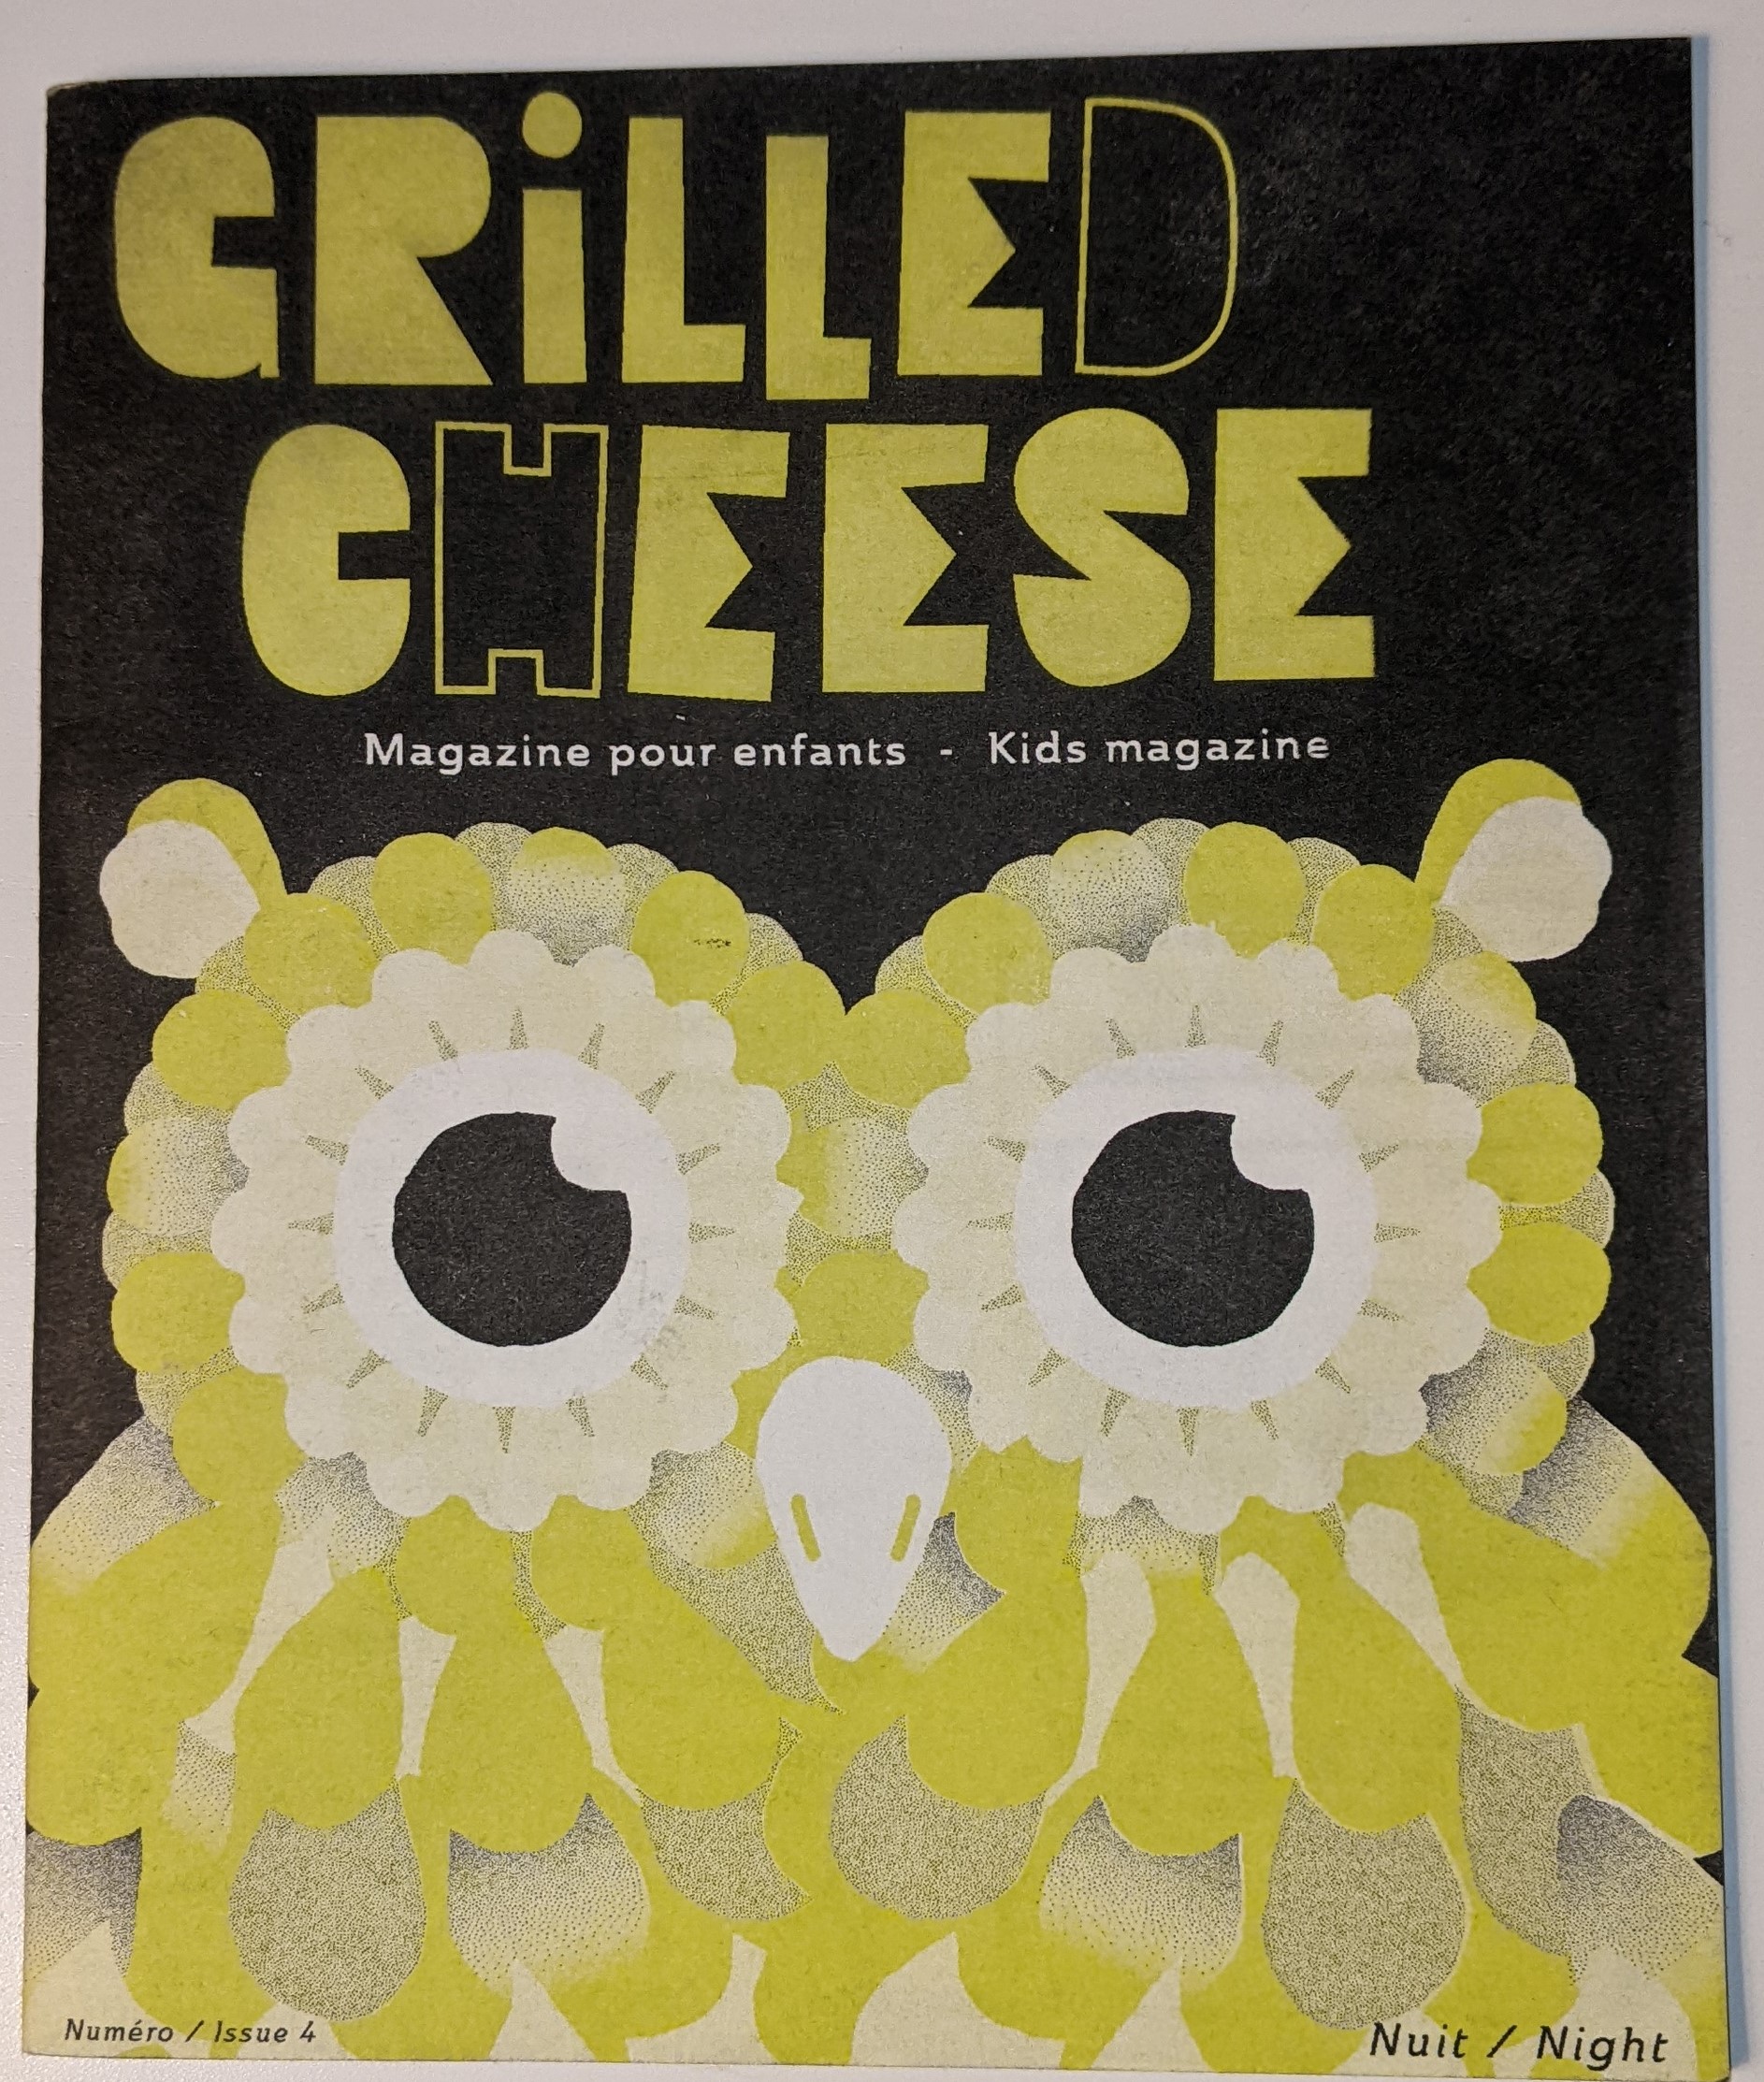 GRiLLED
CHEESE
Magazine pour enfants - Kids magazine
Numéro / Issue 4
Nuit / Night